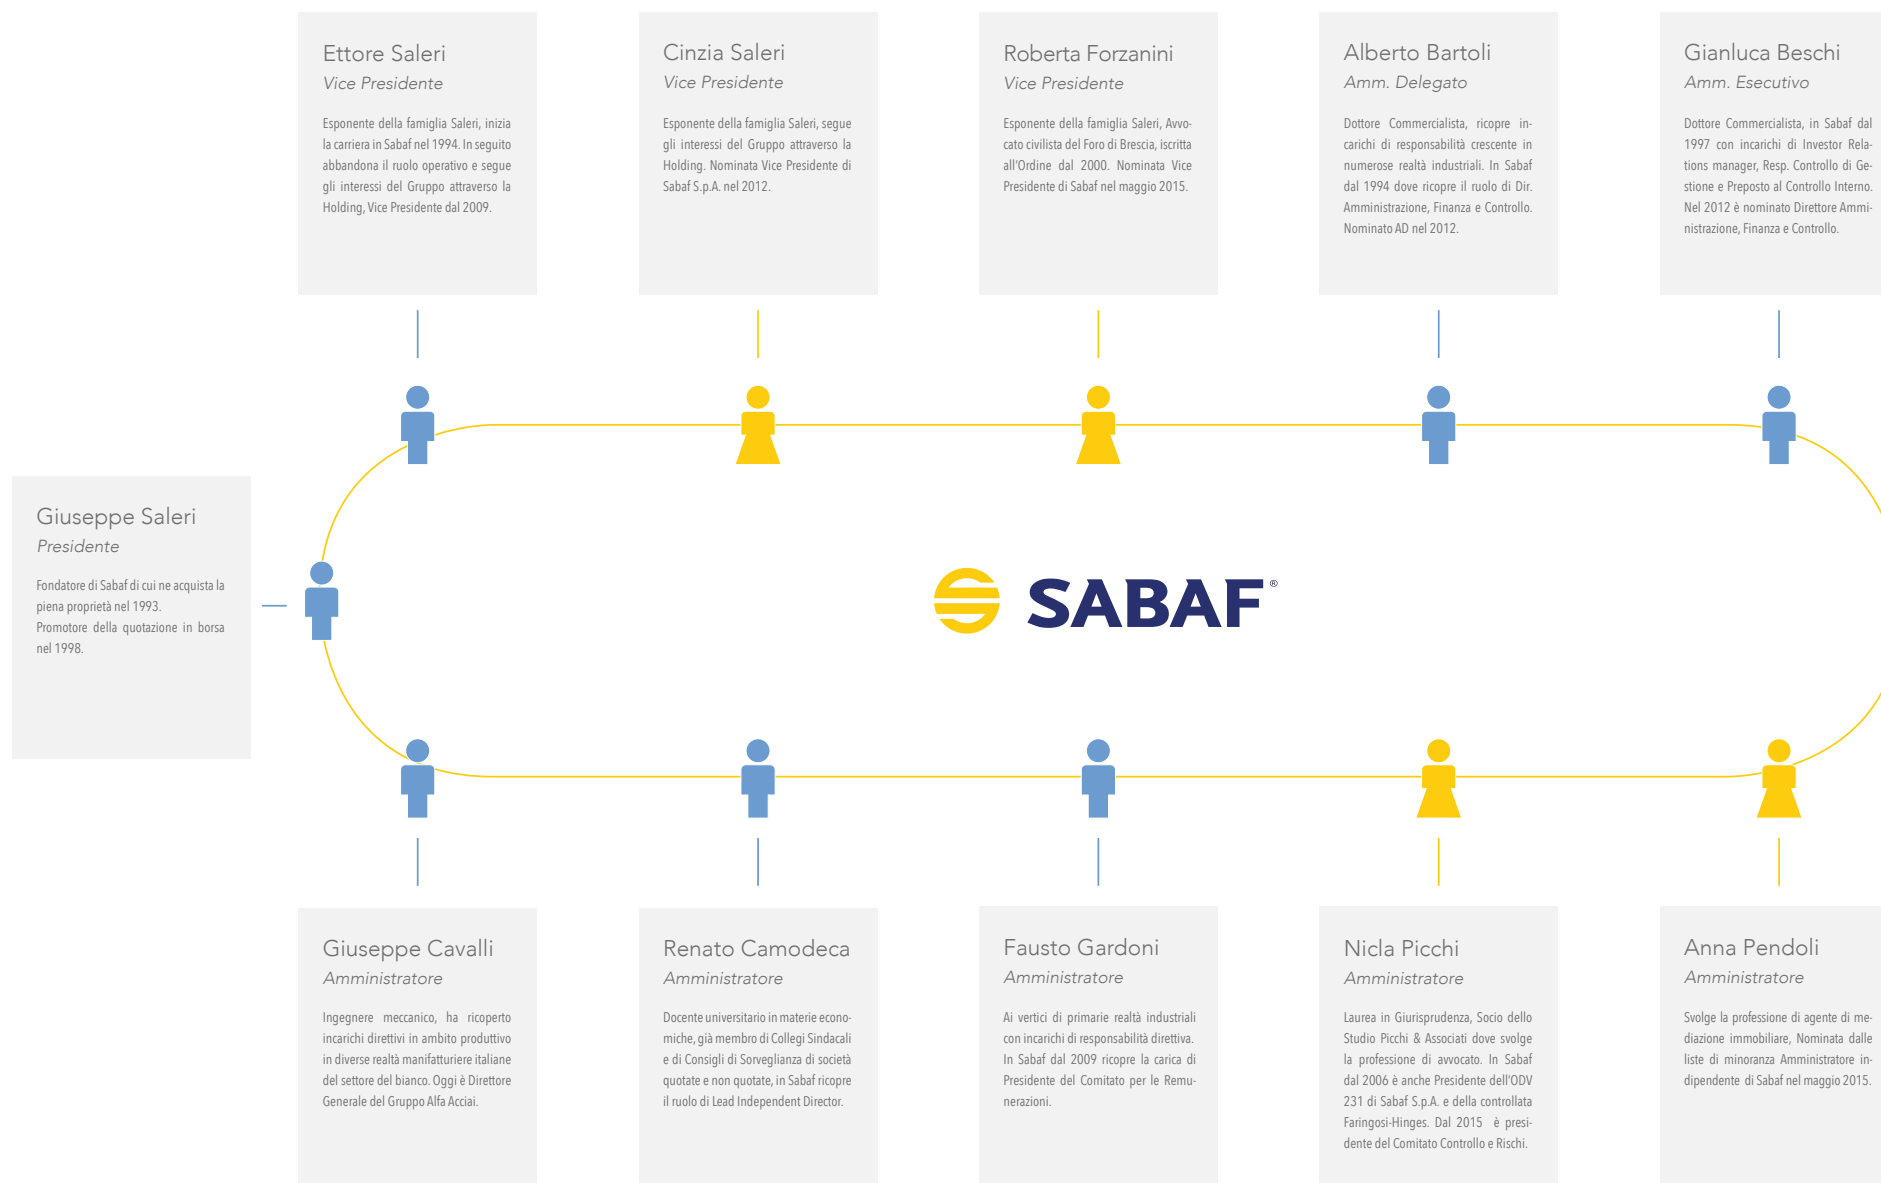 Ettore Saleri
Vice Presidente
Esponente della famiglia Saleri, inizia
la carriera in Sabaf nel 1994. In seguito
abbandona il ruolo operativo e segue
gli interessi del Gruppo attraverso la
Holding, Vice Presidente dal 2009.
Cinzia Saleri
Vice Presidente
Esponente della famiglia Saleri, segue
gli interessi del Gruppo attraverso la
Holding. Nominata Vice Presidente di
Sabaf S.p.A. nel 2012.
Roberta Forzanini
Vice Presidente
Esponente della famiglia Saleri, Avvo-
cato civilista del Foro di Brescia, iscritta
all'Ordine dal 2000. Nominata Vice
Presidente di Sabaf nel maggio 2015.
Alberto Bartoli
Amm. Delegato
Dottore Commercialista, ricopre in-
carichi di responsabilità crescente in
numerose realtà industriali. In Sabaf
dal 1994 dove ricopre il ruolo di Dir.
Amministrazione, Finanza e Controllo.
Nominato AD nel 2012.
Gianluca Beschi
Amm. Esecutivo
Dottore Commercialista, in Sabaf dal
1997 con incarichi di Investor Rela-
tions manager, Resp. Controllo di Ge-
stione e Preposto al Controllo Interno.
Nel 2012 è nominato Direttore Ammi-
nistrazione, Finanza e Controllo.
Giuseppe Saleri
Presidente
Fondatore di Sabaf di cui ne acquista la
piena proprietà nel 1993.
Promotore della quotazione in borsa
nel 1998.
SABAF®
Giuseppe Cavalli
Amministratore
Ingegnere meccanico, ha ricoperto
incarichi direttivi in ambito produttivo
in diverse realtà manifatturiere italiane
del settore del bianco. Oggi è Direttore
Generale del Gruppo Alfa Acciai.
Renato Camodeca
Amministratore
Docente universitario in materie econo-
miche, già membro di Collegi Sindacali
e di Consigli di Sorveglianza di società
quotate e non quotate, in Sabaf ricopre
il ruolo di Lead Independent Director.
Fausto Gardoni
Amministratore
Ai vertici di primarie realtà industriali
con incarichi di responsabilità direttiva.
In Sabaf dal 2009 ricopre la carica di
Presidente del Comitato per le Remu-
nerazioni.
Nicla Picchi
Amministratore
Laurea in Giurisprudenza, Socio dello
Studio Picchi & Associati dove svolge
la professione di avvocato. In Sabaf
dal 2006 è anche Presidente dell'ODV
231 di Sabaf S.p.A. e della controllata
Faringosi-Hinges. Dal 2015 è presi-
dente del Comitato Controllo e Rischi.
Anna Pendoli
Amministratore
Svolge la professione di agente di me-
diazione immobiliare, Nominata dalle
liste di minoranza Amministratore in-
dipendente di Sabaf nel maggio 2015.